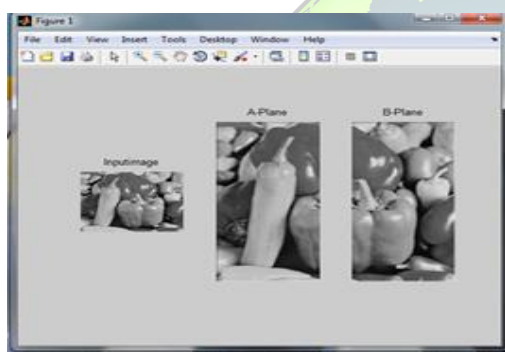 Figure 1
File Edit View Insert Tools Desktop Window Help
A-Plane
B-Plane
Inputimage